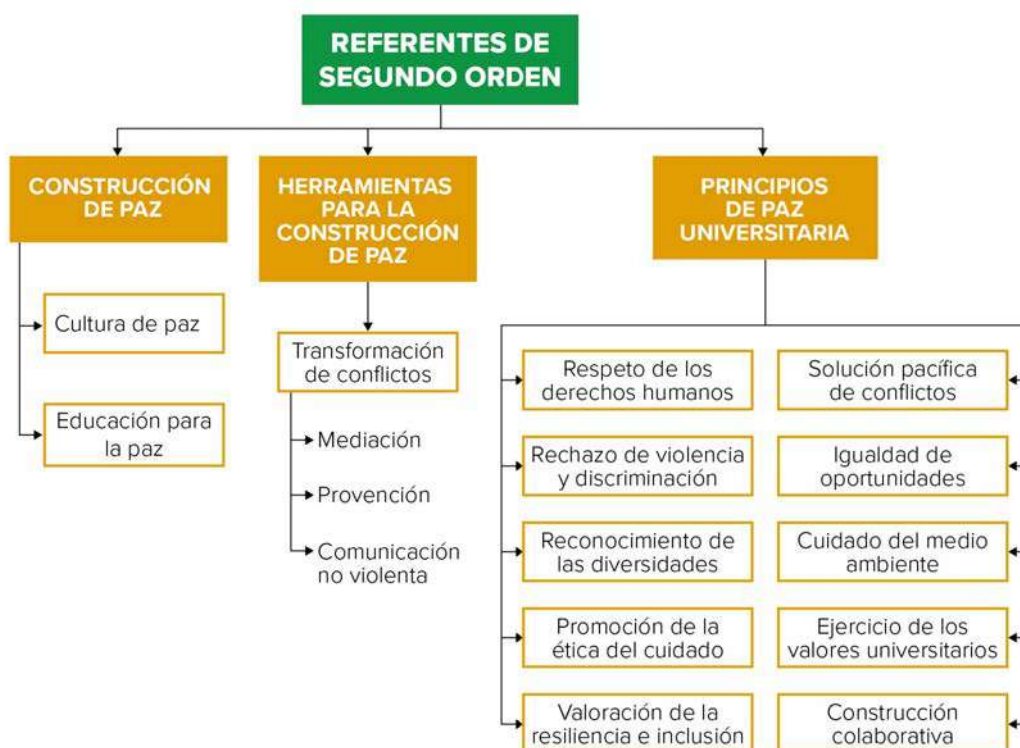 REFERENTES DE
SEGUNDO ORDEN
CONSTRUCCIÓN
DE PAZ
Cultura de paz
Educación para
la paz
HERRAMIENTAS
PARA LA
CONSTRUCCIÓN
DE PAZ
Transformación
de conflictos
Mediación
Provención
Comunicación
no violenta
PRINCIPIOS
DE PAZ
UNIVERSITARIA
Respeto de los
derechos humanos
Rechazo de violencia
y discriminación
Reconocimiento de
las diversidades
Promoción de la
ética del cuidado
Valoración de la
resiliencia e inclusión
Solución pacífica
de conflictos
Igualdad de
oportunidades
Cuidado del medio
ambiente
Ejercicio de los
valores universitarios
Construcción
colaborativa